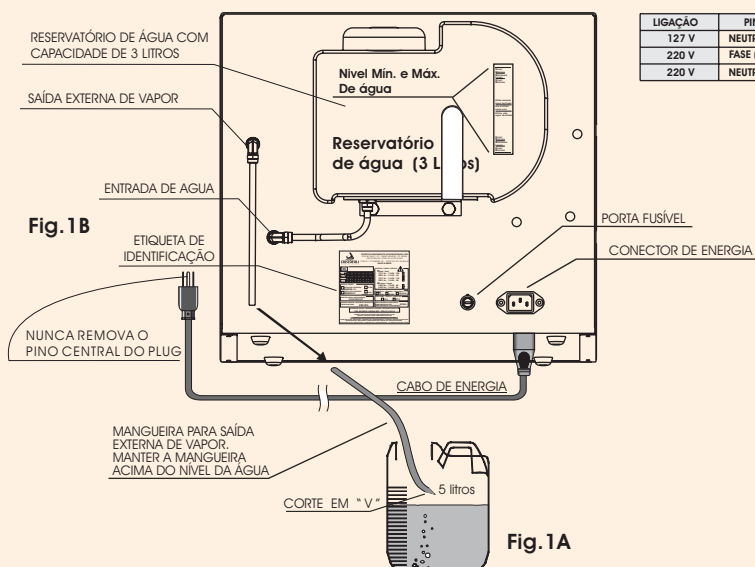 RESERVATÓRIO DE ÁGUA COM
CAPACIDADE DE 3 LITROS
Nivel Mín. e Máx.
De água
SAÍDA EXTERNA DE VAPOR
Reservatório
de água (3 L os)
ENTRADA DE AGUA
Fig.1B
ETIQUETA DE
IDENTIFICAÇÃO
PORTA FUSÍVEL
CONECTOR DE ENERGIA
NUNCA REMOVA O
PINO CENTRAL DO PLUG
CABO DE ENERGIA
MANGUEIRA PARA SAÍDA
EXTERNA DE VAPOR.
MANTER A MANGUEIRA
ACIMA DO NÍVEL DA ÁGUA
5 litros
CORTE EM "V"
Fig.1A
LIGAÇÃO
127 V
220 V FASE
220 V